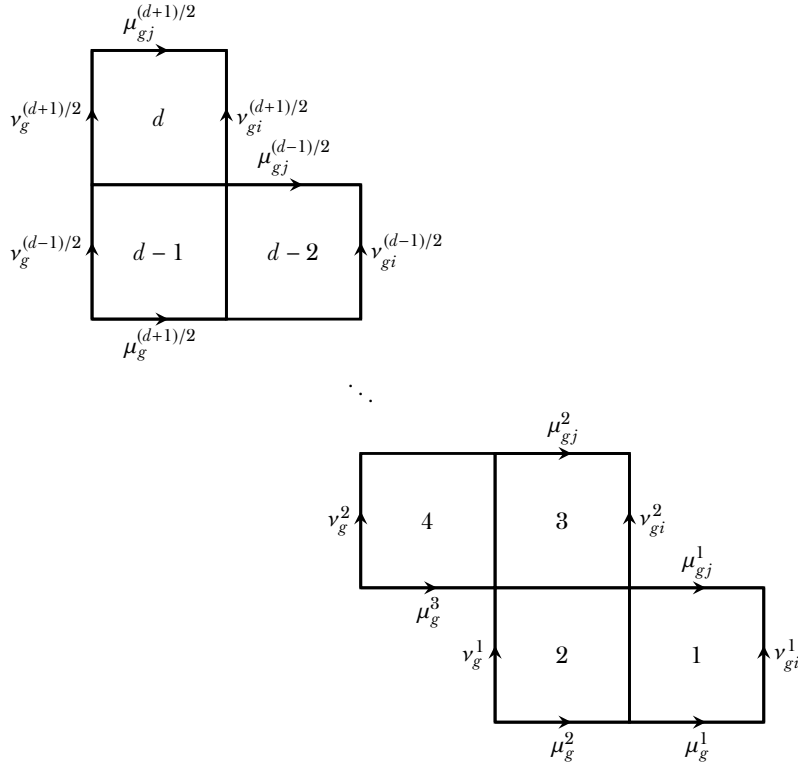 μ_{gj}^{(d+1)/2}
ν_g^{(d+1)/2} d ν_{gi}^{(d+1)/2}
μ_{gj}^{(d−1)/2}
ν_g^{(d−1)/2} d − 1 d − 2 ν_{gi}^{(d−1)/2}
μ_g^{(d+1)/2}
⋱
μ_{gj}^2
ν_g^2 4 3 ν_{gi}^2
μ_{gj}^1
μ_g^3
ν_g^1 2 1 ν_{gi}^1
μ_g^2 μ_g^1